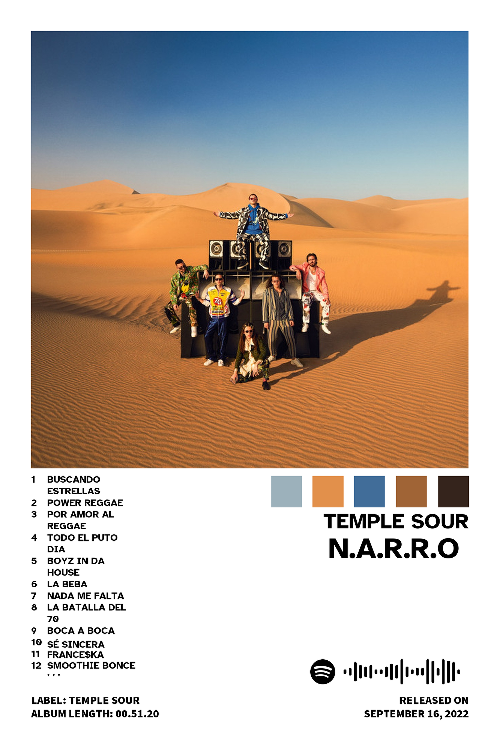 1 BUSCANDO
ESTRELLAS
2 POWER REGGAE
3 POR AMOR AL
REGGAE
4 TODO EL PUTO
DIA
5 BOYZ IN DA
HOUSE
6 LA BEBA
7 NADA ME FALTA
8 LA BATALLA DEL
70
9 BOCA A BOCA
10 SÉ SINCERA
11 FRANCE$KA
12 SMOOTHIE BONCE
...
TEMPLE SOUR
N.A.R.R.O
LABEL: TEMPLE SOUR
ALBUM LENGTH: 00.51.20
RELEASED ON
SEPTEMBER 16, 2022